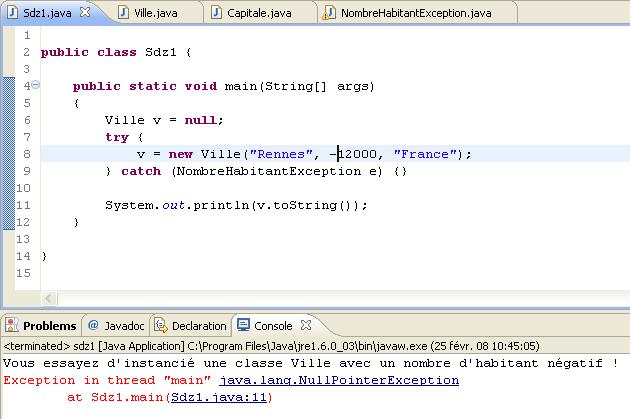 Sdz1.java Ville.java Capitale.java NombreHabitantException.java
1
2 public class Sdz1 {
3
4 public static void main(String[] args)
5 {
6 Ville v = null;
7 try {
8 v = new Ville("Rennes", -12000, "France");
9 } catch (NombreHabitantException e) {}
10
11 System.out.println(v.toString());
12 }
13
14 }
15
Problems @ Javadoc Declaration Console
<terminated> sdz1 [Java Application] C:\Program Files\Java\jre1.6.0_03\bin\javaw.exe (25 févr. 08 10:45:05)
Vous essayez d'instancié une classe Ville avec un nombre d'habitant négatif !
Exception in thread "main" java.lang.NullPointerException
at Sdz1.main(Sdz1.java:11)